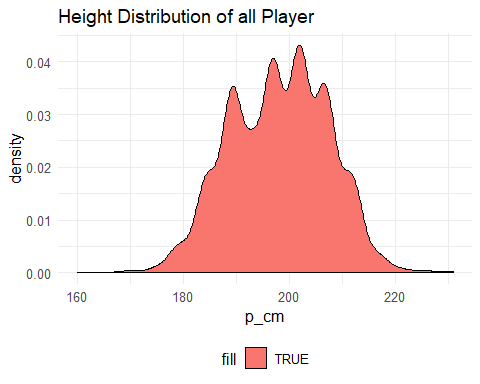 Height Distribution of all Player
0.04
0.03
0.02
0.01
0.00
density
160 180 200 220
p_cm
fill TRUE